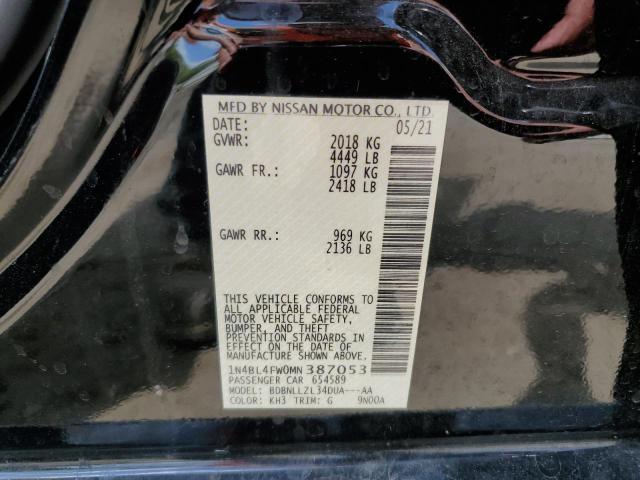 MFD BY NISSAN MOTOR CO., LTD
DATE: 05/21
GVWR: 2018 KG
4449 LB
GAWR FR.: 1097 KG
2418 LB
GAWR RR.: 969 KG
2136 LB
THIS VEHICLE CONFORMS TO
ALL APPLICABLE FEDERAL
MOTOR VEHICLE SAFETY,
BUMPER, AND THEFT
PREVENTION STANDARDS IN
EFFECT ON THE DATE OF
MANUFACTURE SHOWN ABOVE.
1N4BL4FW0MN387053
PASSENGER CAR 654589
MODEL: BDBNLLZL34DUA---AA
COLOR: KH3 TRIM: G 9N00A